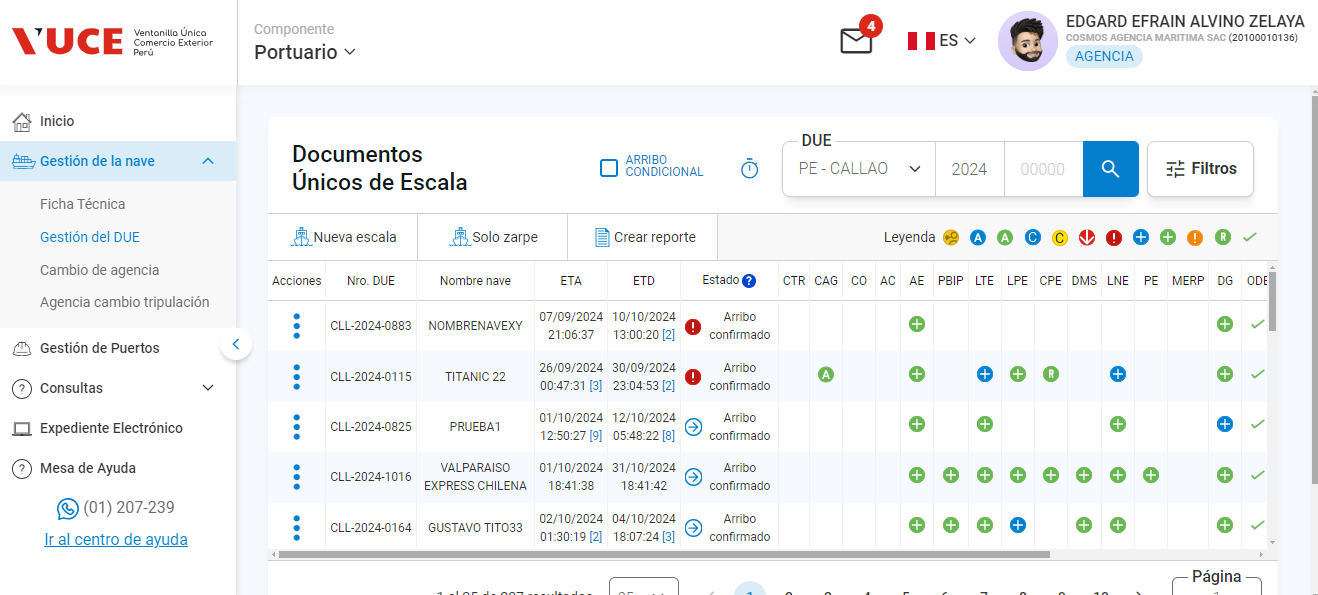 VUCE
Ventanilla Única
Comercio Exterior
Perú
Componente
Portuario
4
ES
EDGARD EFRAIN ALVINO ZELAYA
COSMOS AGENCIA MARITIMA SAC (20100010136)
AGENCIA
Inicio
Gestión de la nave
Ficha Técnica
Gestión del DUE
Cambio de agencia
Agencia cambio tripulación
Gestión de Puertos
Consultas
Expediente Electrónico
Mesa de Ayuda
(01) 207-239
Ir al centro de ayuda
Documentos
Únicos de Escala
ARRIBO
CONDICIONAL
DUE
PE - CALLAO 2024 00000
Filtros
Nueva escala Solo zarpe Crear reporte Leyenda A A C C ! ! R
Acciones Nro. DUE Nombre nave ETA ETD Estado ? CTR CAG CO AC AE PBIP LTE LPE CPE DMS LNE PE MERP DG
CLL-2024-0883 NOMBRENAVEXY 07/09/2024 21:06:37 10/10/2024 13:00:20 [2] ! Arribo confirmado
CLL-2024-0115 TITANIC 22 26/09/2024 00:47:31 [3] 30/09/2024 23:04:53 [2] ! Arribo confirmado A R
CLL-2024-0825 PRUEBA1 01/10/2024 12:50:27 [9] 12/10/2024 05:48:22 [8] Arribo confirmado
CLL-2024-1016 VALPARAISO EXPRESS CHILENA 01/10/2024 18:41:38 31/10/2024 18:41:42 Arribo confirmado
CLL-2024-0164 GUSTAVO TITO33 02/10/2024 01:30:19 [2] 04/10/2024 18:07:24 [3] Arribo confirmado
Página